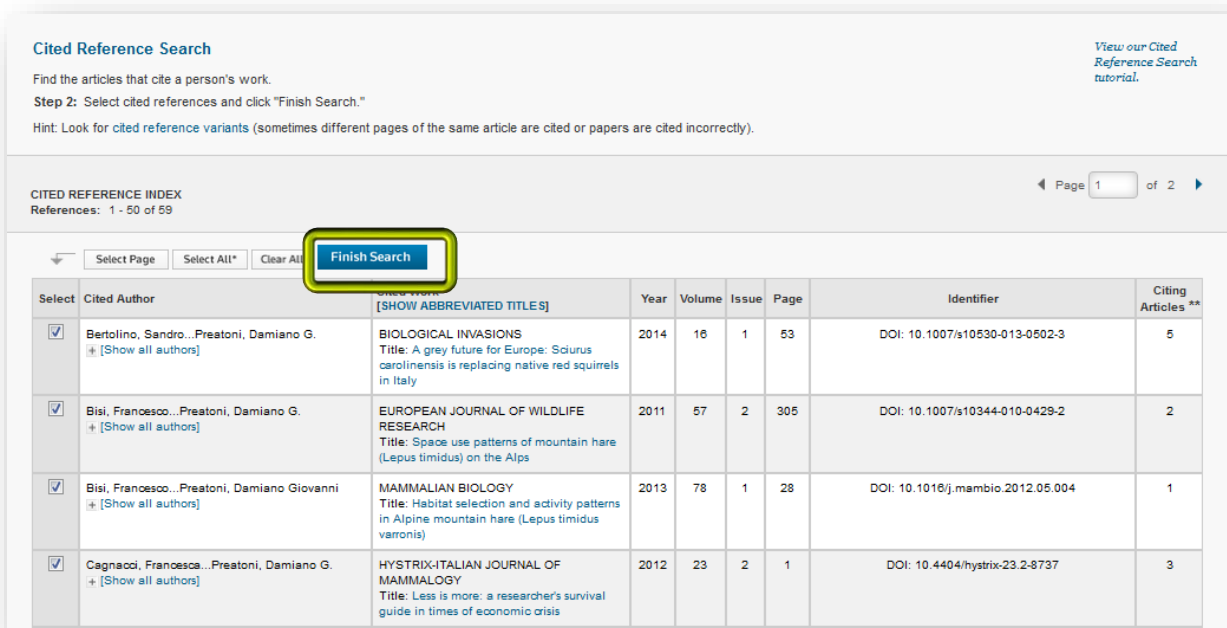 Cited Reference Search
View our Cited
Reference Search
tutorial.
Find the articles that cite a person's work.
Step 2: Select cited references and click "Finish Search."
Hint: Look for cited reference variants (sometimes different pages of the same article are cited or papers are cited incorrectly).
CITED REFERENCE INDEX
References: 1 - 50 of 59
Page 1 of 2
Select Page Select All* Clear All Finish Search
Select Cited Author Year Volume Issue Page Identifier Citing Articles **
[SHOW ABBREVIATED TITLES]
Bertolino, Sandro...Preatoni, Damiano G. BIOLOGICAL INVASIONS 2014 16 1 53 DOI: 10.1007/s10530-013-0502-3 5
+ [Show all authors] Title: A grey future for Europe: Sciurus
carolinensis is replacing native red squirrels
in Italy
Bisi, Francesco...Preatoni, Damiano G. EUROPEAN JOURNAL OF WILDLIFE 2011 57 2 305 DOI: 10.1007/s10344-010-0429-2 2
+ [Show all authors] RESEARCH
Title: Space use patterns of mountain hare
(Lepus timidus) on the Alps
Bisi, Francesco...Preatoni, Damiano Giovanni MAMMALIAN BIOLOGY 2013 78 1 28 DOI: 10.1016/j.mambio.2012.05.004 1
+ [Show all authors] Title: Habitat selection and activity patterns
in Alpine mountain hare (Lepus timidus
varronis)
Cagnacci, Francesca...Preatoni, Damiano G. HYSTRIX-ITALIAN JOURNAL OF 2012 23 2 1 DOI: 10.4404/hystrix-23.2-8737 3
+ [Show all authors] MAMMALOGY
Title: Less is more: a researcher's survival
guide in times of economic crisis